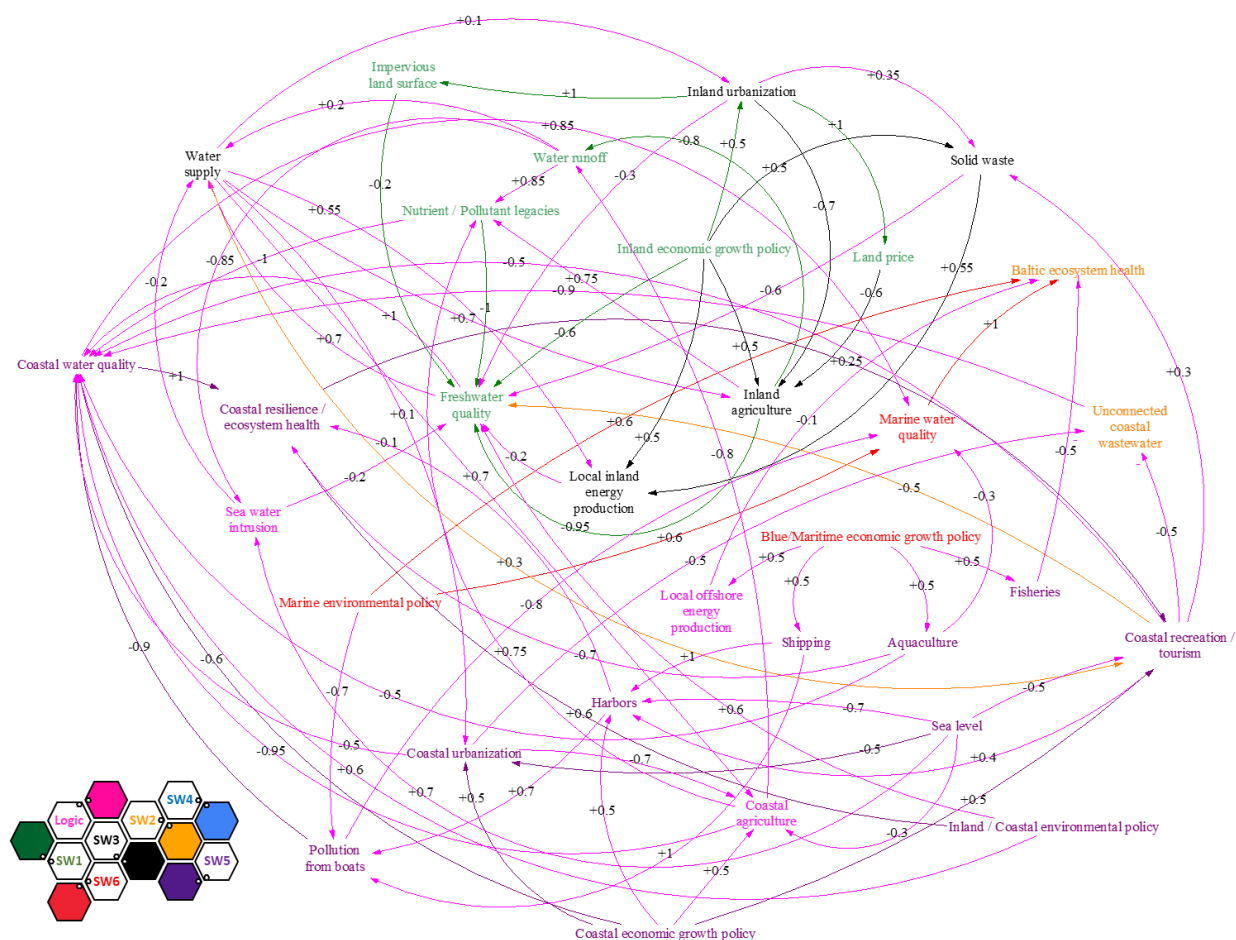 +0.1
Impervious
land surface
+0.35
+1
Inland urbanization
+0.2
+0.85
+1
-0.8
+0.5
Water
supply
Water runoff
Solid waste
-0.3
+0.5
-0.2
+0.85
-0.7
+0.55
Nutrient / Pollutant legacies
Inland economic growth policy
Land price
-0.85
-1
-0.5
Baltic ecosystem health
-0.2
+0.75
+0.55
-0.9
-0.6
-0.6
-1
+1
+0.7
-0.6
+1
+0.7
+0.5
+0.25
Coastal water quality
+1
+0.3
Freshwater
quality
Inland
agriculture
Coastal resilience /
ecosystem health
+0.1
+0.6
-0.1
Marine water
quality
Unconnected
coastal
wastewater
-0.1
+0.5
-0.8
-0.5
-0.2
-0.2
+0.7
Local inland
energy
production
-0.5
-0.3
Sea water
intrusion
-0.95
+0.6
-0.5
Blue/Maritime economic growth policy
+0.3
-0.5
+0.5
+0.5
+0.5
+0.5
Fisheries
Local offshore
energy
production
Marine environmental policy
-0.8
Shipping
Aquaculture
Coastal recreation /
tourism
-0.9
-0.6
+0.75
-0.7
+1
-0.7
-0.5
-0.5
Harbors
-0.7
+0.6
+0.6
Sea level
-0.95
-0.5
Coastal urbanization
-0.7
-0.5
+0.4
+0.6
+0.7
+0.7
+0.5
+0.5
+0.5
Coastal
agriculture
-0.3
Inland / Coastal environmental policy
Pollution
from boats
+1
+0.5
Coastal economic growth policy
SW4
Logic
SW2
SW3
SW1
SW5
SW6